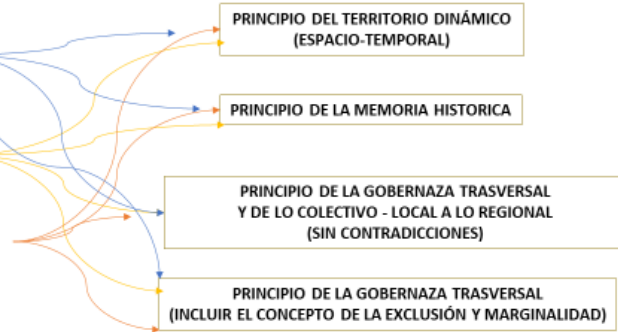 PRINCIPIO DEL TERRITORIO DINÁMICO
(ESPACIO-TEMPORAL)
PRINCIPIO DE LA MEMORIA HISTORICA
PRINCIPIO DE LA GOBERNAZA TRASVERSAL
Y DE LO COLECTIVO - LOCAL A LO REGIONAL
(SIN CONTRADICCIONES)
PRINCIPIO DE LA GOBERNAZA TRASVERSAL
(INCLUIR EL CONCEPTO DE LA EXCLUSIÓN Y MARGINALIDAD)